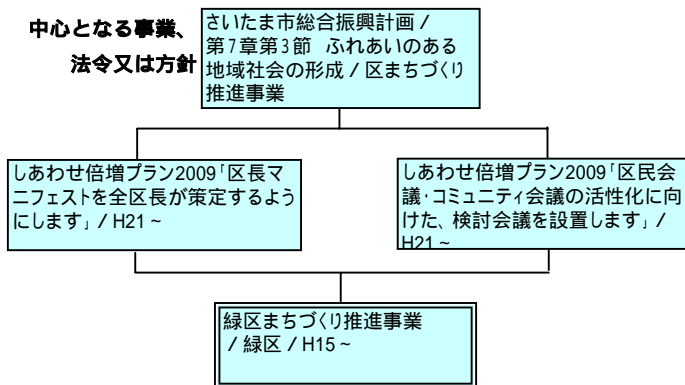 中心となる事業、
法令又は方針
さいたま市総合振興計画 /
第7章第3節 ふれあいのある
地域社会の形成 / 区まちづくり
推進事業
しあわせ倍増プラン2009「区長マ
ニフェストを全区長が策定するよう
にします」 / H21 ~
しあわせ倍増プラン2009「区民会
議・コミュニティ会議の活性化に向
けた、検討会議を設置します」 /
H21 ~
緑区まちづくり推進事業
/ 緑区 / H15 ~